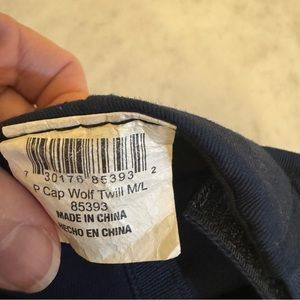 7 30176 85393 2
P Cap Wolf Twill M/L
85393
MADE IN CHINA
HECHO EN CHINA